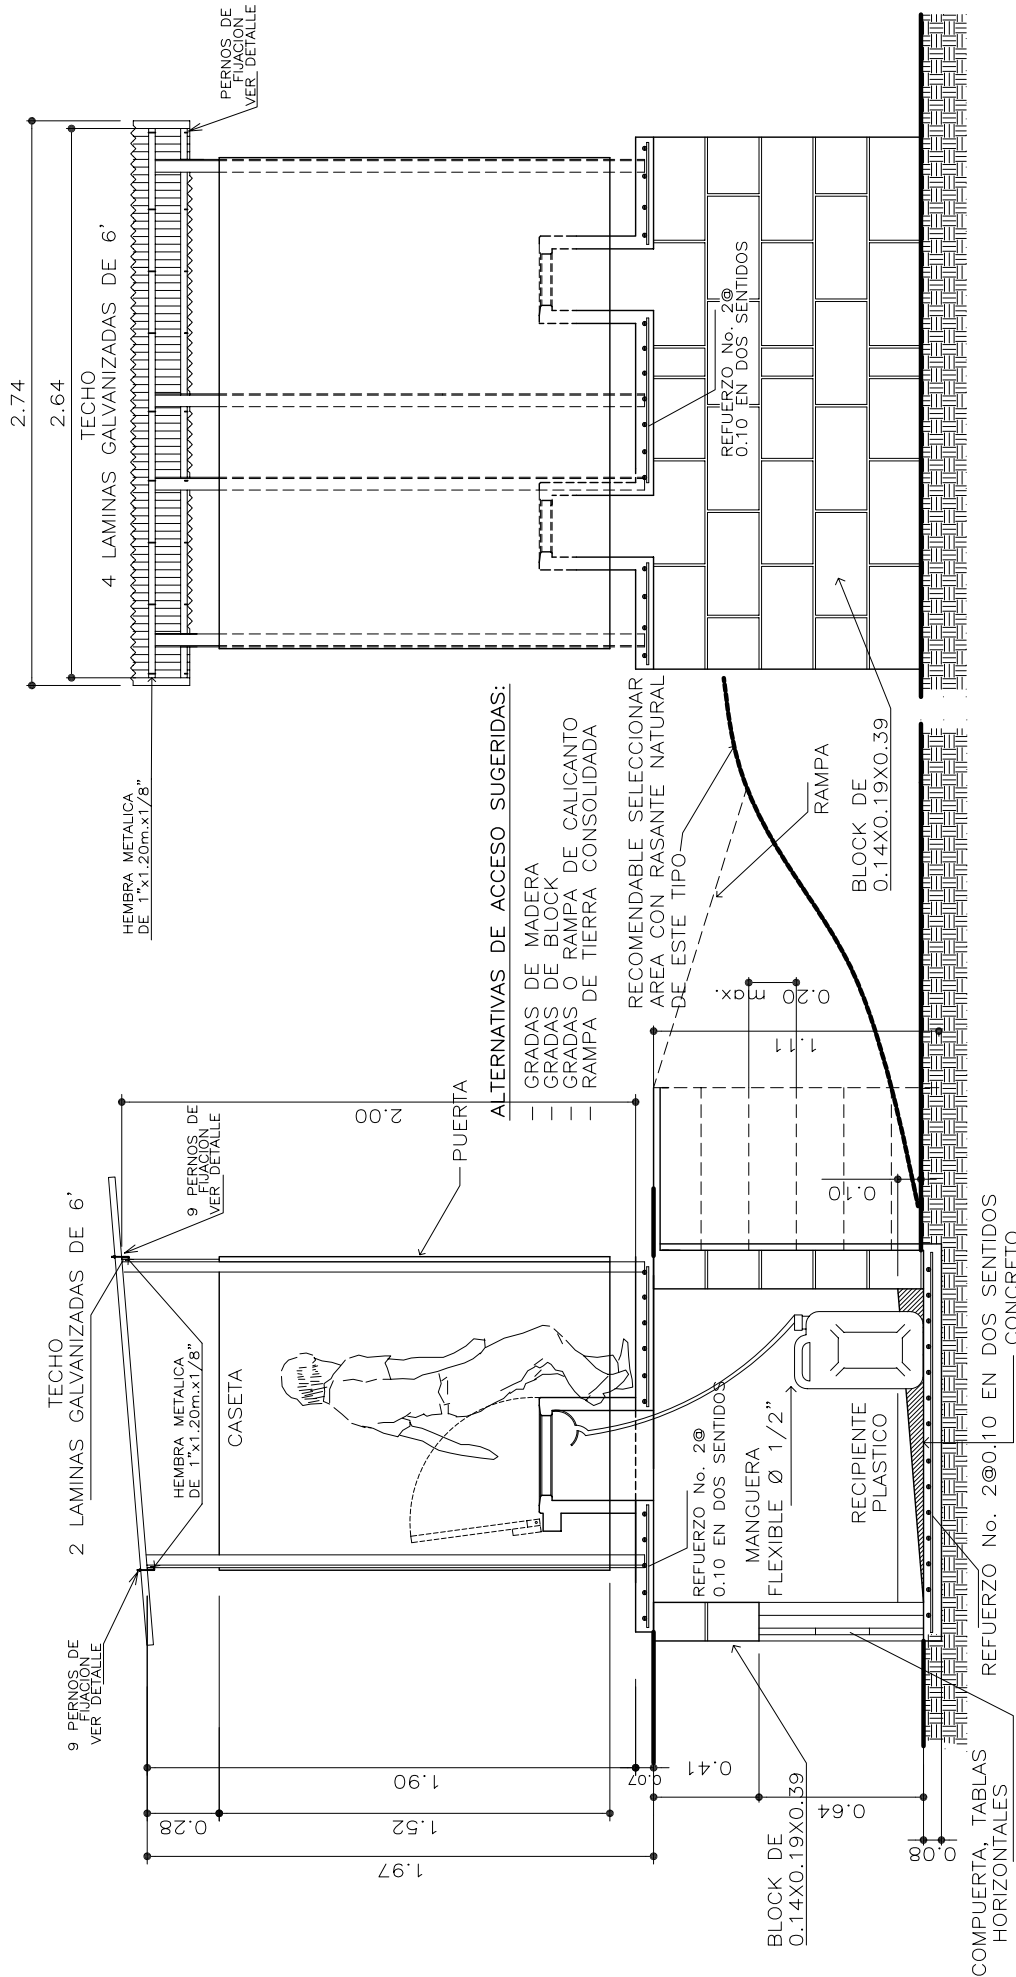 2.74
2.64
TECHO
4 LAMINAS GALVANIZADAS DE 6'
PERNOS DE
FIJACION
VER DETALLE
HEMBRA METALICA
DE 1"x1.20m.x1/8"
REFUERZO No. 2@
0.10 EN DOS SENTIDOS
BLOCK DE
0.14X0.19X0.39
ALTERNATIVAS DE ACCESO SUGERIDAS:
— GRADAS DE MADERA
— GRADAS DE BLOCK
— GRADAS O RAMPA DE CALICANTO
— RAMPA DE TIERRA CONSOLIDADA
RECOMENDABLE SELECCIONAR
AREA CON RASANTE NATURAL
DE ESTE TIPO
RAMPA
0.20
max.
1.11
0.10
2.00
PUERTA
TECHO
2 LAMINAS GALVANIZADAS DE 6'
9 PERNOS DE
FIJACION
VER DETALLE
HEMBRA METALICA
DE 1"x1.20m.x1/8"
9 PERNOS DE
FIJACION
VER DETALLE
CASETA
REFUERZO No. 2@
0.10 EN DOS SENTIDOS
MANGUERA
FLEXIBLE Ø 1/2"
RECIPIENTE
PLASTICO
0.28
1.52
1.90
1.97
0.07
0.41
0.64
0.08
BLOCK DE
0.14X0.19X0.39
COMPUERTA, TABLAS
HORIZONTALES
REFUERZO No. 2@0.10 EN DOS SENTIDOS
CONCRETO